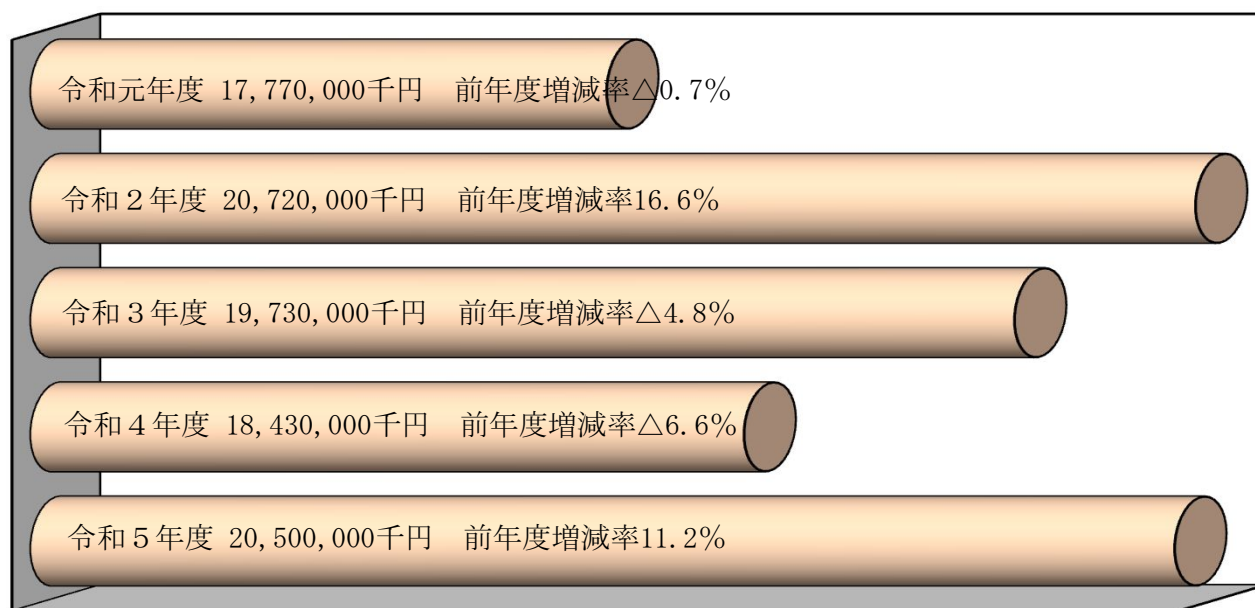 令和元年度 17,770,000千円　前年度増減率△0.7％
令和２年度 20,720,000千円　前年度増減率16.6％
令和３年度 19,730,000千円　前年度増減率△4.8％
令和４年度 18,430,000千円　前年度増減率△6.6％
令和５年度 20,500,000千円　前年度増減率11.2％